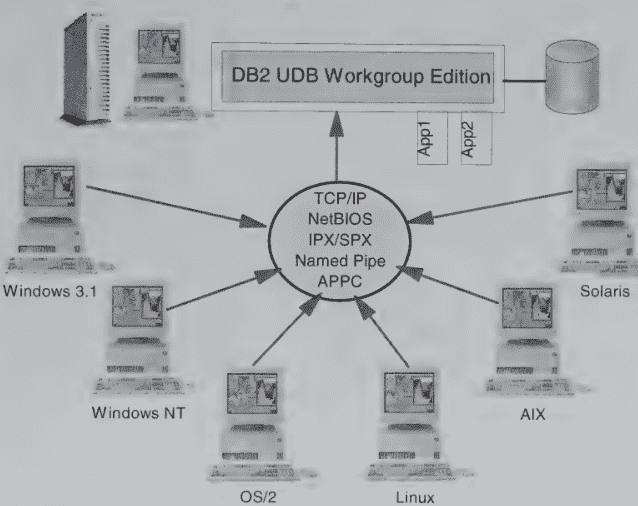 DB2 UDB Workgroup Edition
App1
App2
TCP/IP
NetBIOS
IPX/SPX
Named Pipe
APPC
Windows 3.1
Solaris
Windows NT
AIX
OS/2
Linux